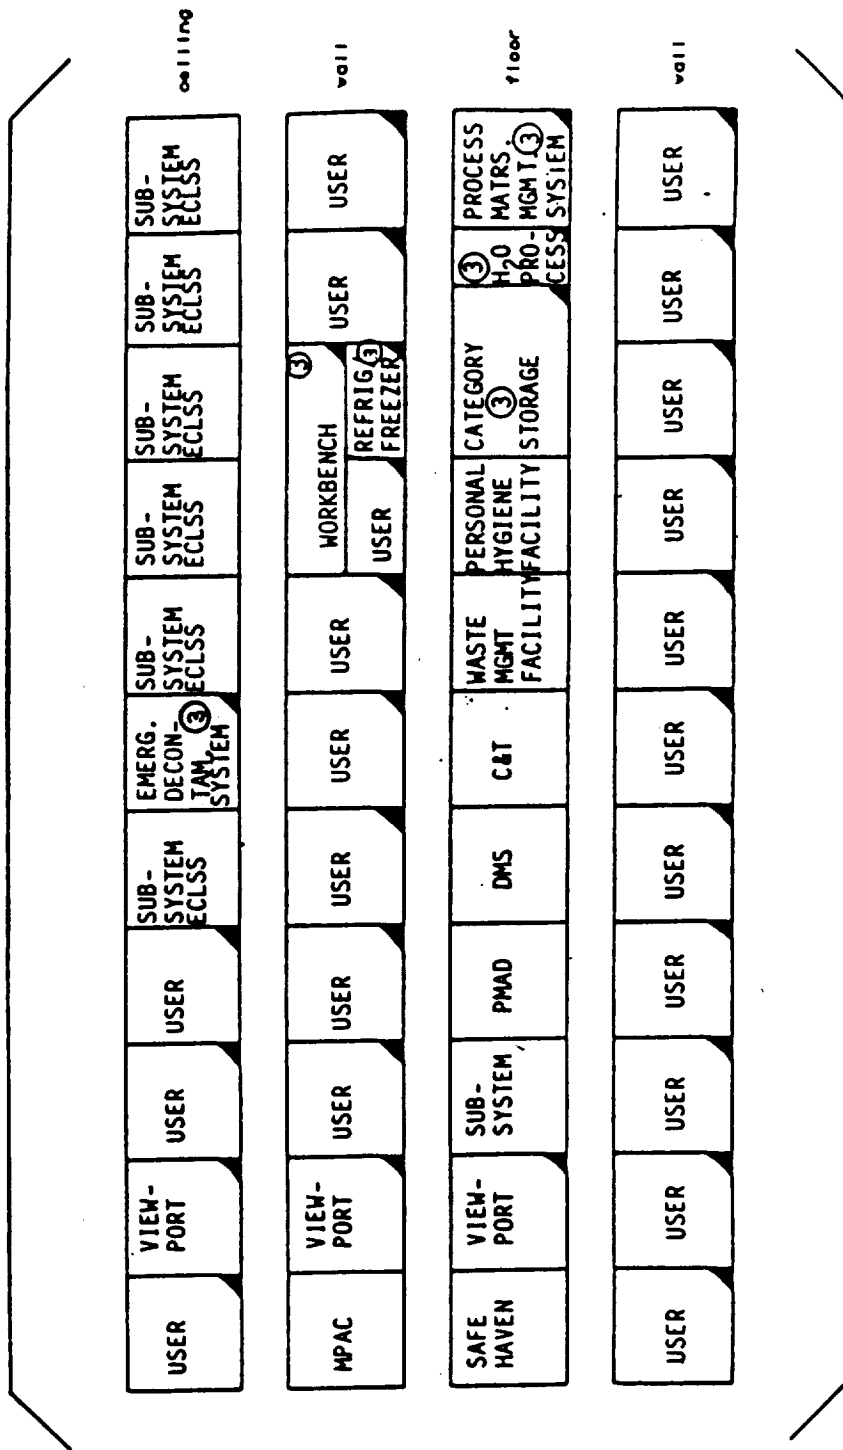 USER
VIEW-
PORT
USER
USER
SUB-
SYSTEM
ECLSS
EMERG.
DECON-
TAM. ③
SYSTEM
SUB-
SYSTEM
ECLSS
SUB-
SYSTEM
ECLSS
SUB-
SYSTEM
ECLSS
SUB-
SYSTEM
ECLSS
SUB-
SYSTEM
ECLSS
ceiling
MPAC
VIEW-
PORT
USER
USER
USER
USER
USER
③
WORKBENCH
USER
REFRIG/ ③
FREEZER
USER
USER
wall
SAFE
HAVEN
VIEW-
PORT
SUB-
SYSTEM
PMAD
DMS
C&T
WASTE
MGMT
FACILITY
PERSONAL
HYGIENE
FACILITY
CATEGORY
③
STORAGE
③
H₂O
PRO-
CESS
PROCESS
MATRS.
MGMT. ③
SYSTEM
floor
USER
USER
USER
USER
USER
USER
USER
USER
USER
USER
USER
wall